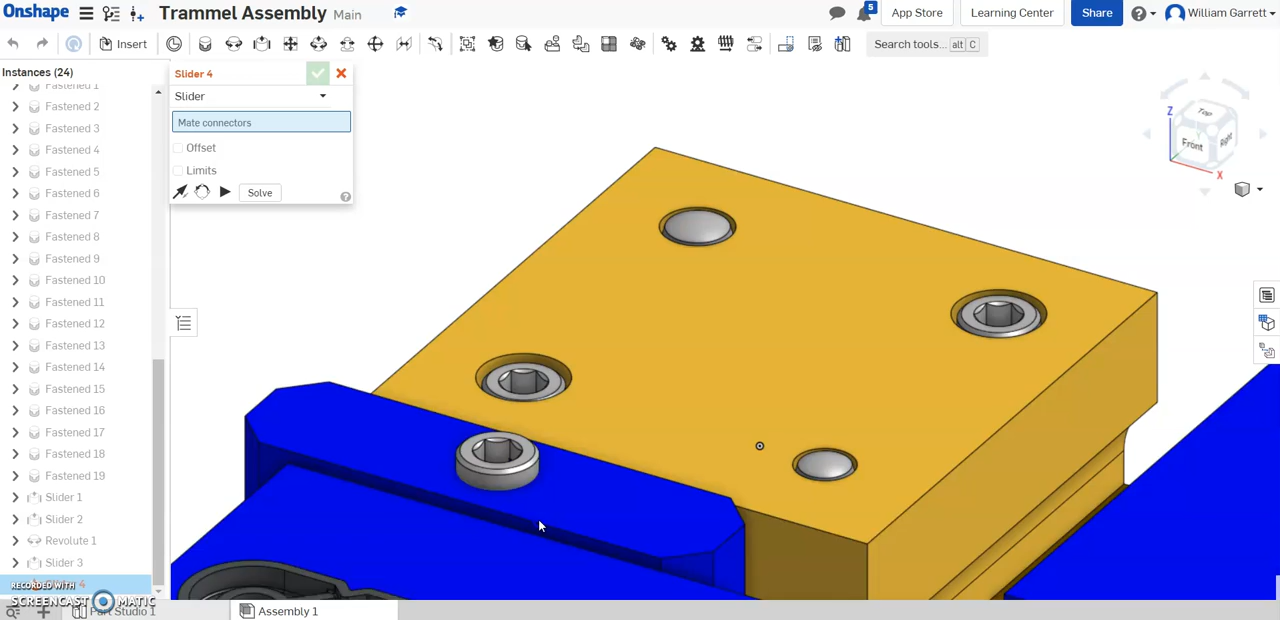 Onshape Trammel Assembly Main 5 App Store Learning Center Share William Garrett
Insert Search tools... alt C
Instances (24)
Fastened 1
Fastened 2
Fastened 3
Fastened 4
Fastened 5
Fastened 6
Fastened 7
Fastened 8
Fastened 9
Fastened 10
Fastened 11
Fastened 12
Fastened 13
Fastened 14
Fastened 15
Fastened 16
Fastened 17
Fastened 18
Fastened 19
Slider 1
Slider 2
Revolute 1
Slider 3
Slider 4
Slider
Mate connectors
Offset
Limits
Solve
Z
Top
Front
Right
X
RECORDED WITH
SCREENCAST MATIC
Part Studio 1 Assembly 1